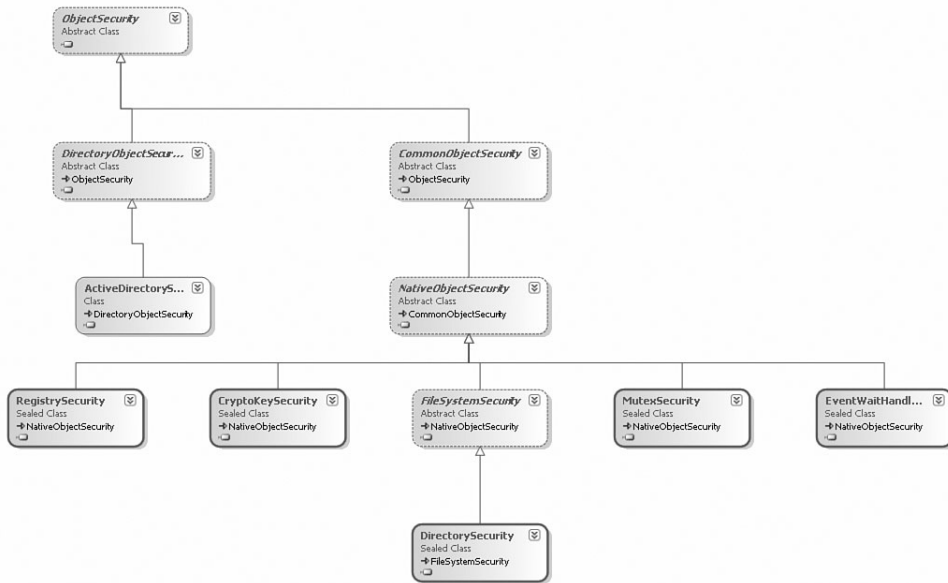 ObjectSecurity
Abstract Class
DirectoryObjectSecur...
Abstract Class
ObjectSecurity
CommonObjectSecurity
Abstract Class
ObjectSecurity
ActiveDirectoryS...
Class
DirectoryObjectSecurity
NativeObjectSecurity
Abstract Class
CommonObjectSecurity
RegistrySecurity
Sealed Class
NativeObjectSecurity
CryptoKeySecurity
Sealed Class
NativeObjectSecurity
FileSystemSecurity
Abstract Class
NativeObjectSecurity
MutexSecurity
Sealed Class
NativeObjectSecurity
EventWaitHandl...
Sealed Class
NativeObjectSecurity
DirectorySecurity
Sealed Class
FileSystemSecurity